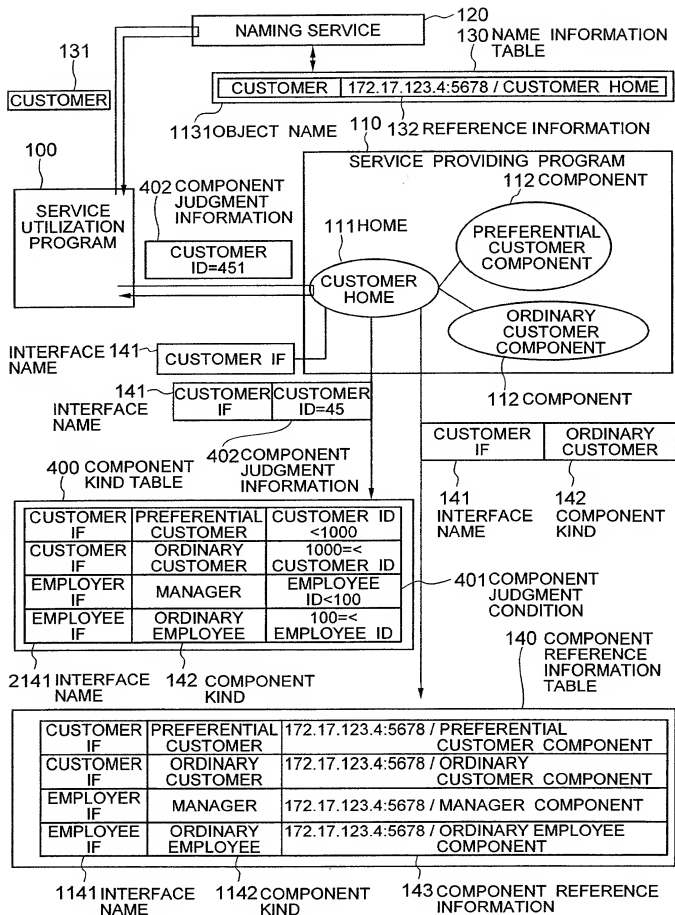 120
NAMING SERVICE
130 NAME INFORMATION
TABLE
131
CUSTOMER
CUSTOMER 172.17.123.4:5678 / CUSTOMER HOME
1131 OBJECT NAME 132 REFERENCE INFORMATION
110
100
SERVICE PROVIDING PROGRAM
402 COMPONENT
JUDGMENT
INFORMATION
112 COMPONENT
SERVICE
UTILIZATION
PROGRAM
111 HOME
PREFERENTIAL
CUSTOMER
COMPONENT
CUSTOMER
ID=451
CUSTOMER
HOME
ORDINARY
CUSTOMER
COMPONENT
INTERFACE 141
NAME
CUSTOMER IF
141
INTERFACE
NAME
CUSTOMER
IF
CUSTOMER
ID=45
112 COMPONENT
402 COMPONENT
JUDGMENT
INFORMATION
CUSTOMER
IF
ORDINARY
CUSTOMER
141
INTERFACE
NAME
142
COMPONENT
KIND
400 COMPONENT
KIND TABLE
CUSTOMER
IF
PREFERENTIAL
CUSTOMER
CUSTOMER ID
<1000
CUSTOMER
IF
ORDINARY
CUSTOMER
1000=<
CUSTOMER ID
EMPLOYER
IF
MANAGER
EMPLOYEE
ID<100
EMPLOYEE
IF
ORDINARY
EMPLOYEE
100=<
EMPLOYEE ID
401 COMPONENT
JUDGMENT
CONDITION
2141 INTERFACE
NAME
142 COMPONENT
KIND
140 COMPONENT
REFERENCE
INFORMATION
TABLE
CUSTOMER
IF
PREFERENTIAL
CUSTOMER
172.17.123.4:5678 / PREFERENTIAL
CUSTOMER COMPONENT
CUSTOMER
IF
ORDINARY
CUSTOMER
172.17.123.4:5678 / ORDINARY
CUSTOMER COMPONENT
EMPLOYER
IF
MANAGER
172.17.123.4:5678 / MANAGER COMPONENT
EMPLOYEE
IF
ORDINARY
EMPLOYEE
172.17.123.4:5678 / ORDINARY EMPLOYEE
COMPONENT
1141 INTERFACE
NAME
1142 COMPONENT
KIND
143 COMPONENT REFERENCE
INFORMATION